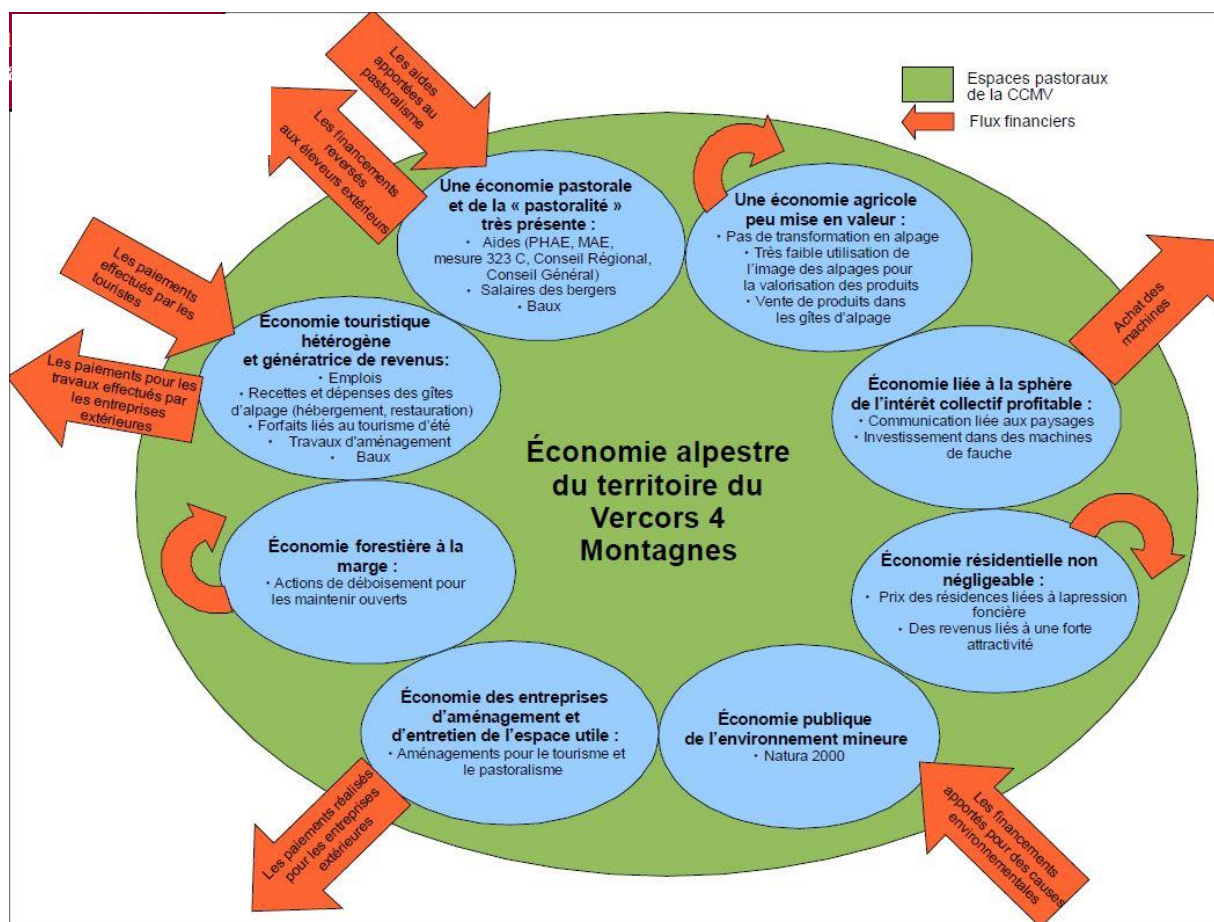 Les aides
apportées au
pastoralisme
Les financements
reversés
aux éleveurs extérieurs
Espaces pastoraux
de la CCMV
Flux financiers
Une économie pastorale
et de la « pastoralité »
très présente :
· Aides (PHAE, MAE,
mesure 323 C, Conseil Régional,
Conseil Général)
· Salaires des bergers
· Baux
Une économie agricole
peu mise en valeur :
· Pas de transformation en alpage
· Très faible utilisation de
l'image des alpages pour
la valorisation des produits
· Vente de produits dans
les gîtes d'alpage
Les paiements
effectués par les
touristes
Les paiements pour les
travaux effectués par
les entreprises
extérieures
Économie touristique
hétérogène
et génératrice de revenus:
· Emplois
· Recettes et dépenses des gîtes
d'alpage (hébergement, restauration)
· Forfaits liés au tourisme d'été
· Travaux d'aménagement
· Baux
Achat des
machines
Économie liée à la sphère
de l'intérêt collectif profitable :
· Communication liée aux paysages
· Investissement dans des machines
de fauche
Économie alpestre
du territoire du
Vercors 4
Montagnes
Économie forestière à la
marge :
· Actions de déboisement pour
les maintenir ouverts
Économie résidentielle non
négligeable :
· Prix des résidences liées à lapression
foncière
· Des revenus liés à une forte
attractivité
Économie des entreprises
d'aménagement et
d'entretien de l'espace utile :
· Aménagements pour le tourisme et
le pastoralisme
Économie publique
de l'environnement mineure
· Natura 2000
Les paiements réalisés
pour les entreprises
extérieures
Les financements
apportés pour des causes
environnementales